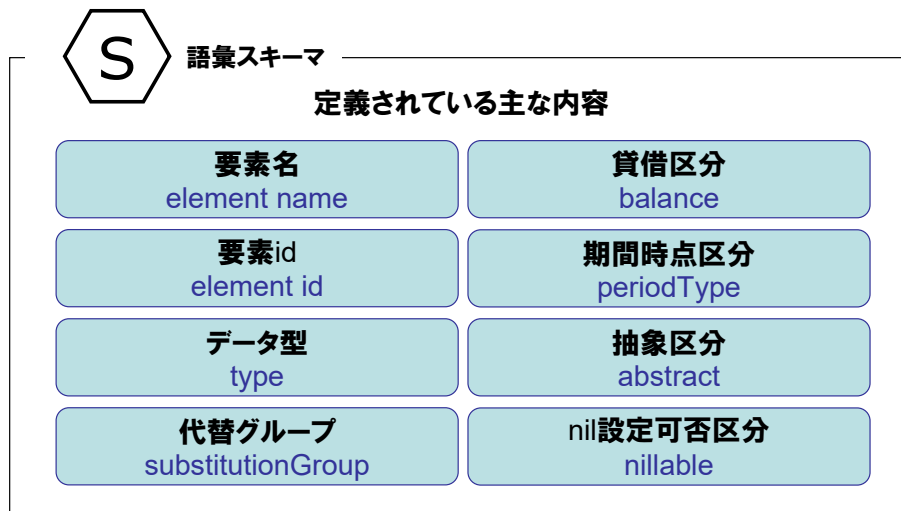 S
語彙スキーマ
定義されている主な内容
要素名
element name
貸借区分
balance
要素id
element id
期間時点区分
periodType
データ型
type
抽象区分
abstract
代替グループ
substitutionGroup
nil設定可否区分
nillable